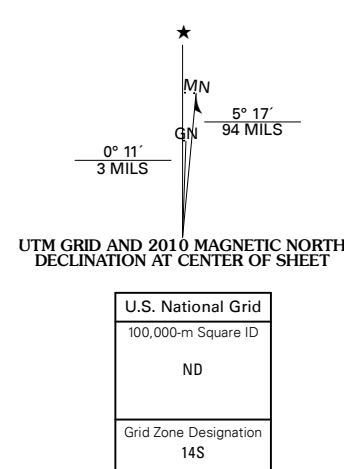 MN
GN
5° 17´
94 MILS
0° 11´
3 MILS
UTM GRID AND 2010 MAGNETIC NORTH
DECLINATION AT CENTER OF SHEET
U.S. National Grid
100,000-m Square ID
ND
Grid Zone Designation
14S